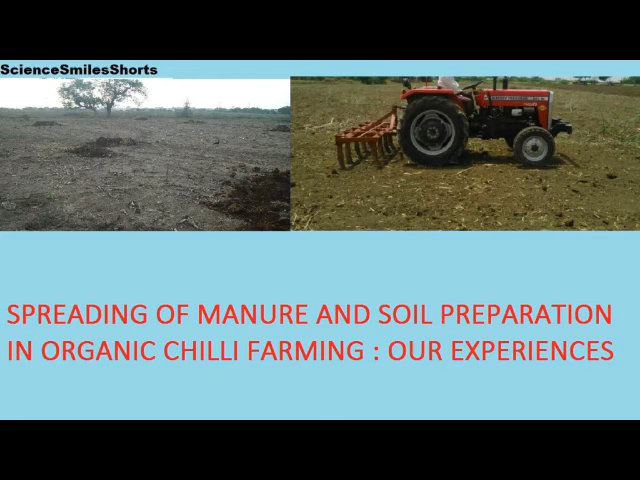 ScienceSmilesShorts
SPREADING OF MANURE AND SOIL PREPARATION
IN ORGANIC CHILLI FARMING : OUR EXPERIENCES